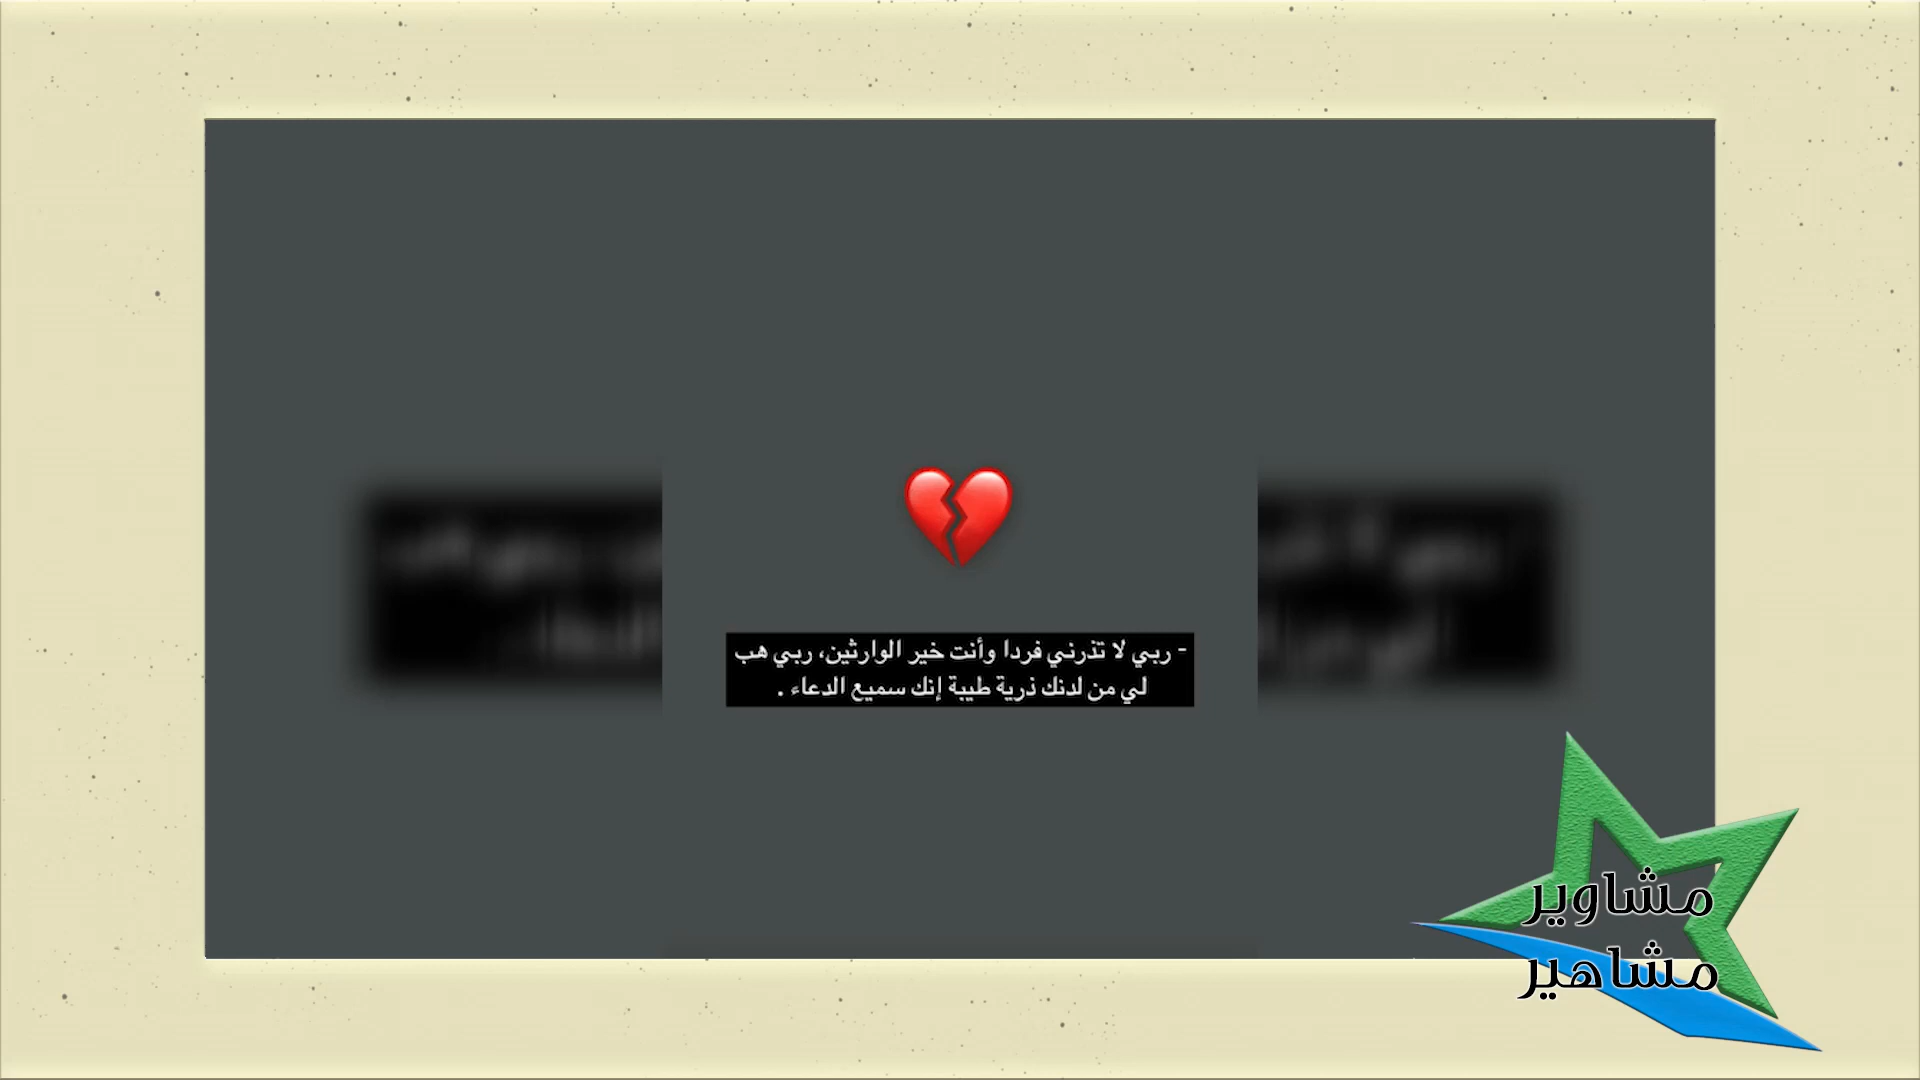 - ربي لا تذرني فردا وأنت خير الوارثين، ربي هب
لي من لدنك ذرية طيبة إنك سميع الدعاء .
مشاوير
مشاهير